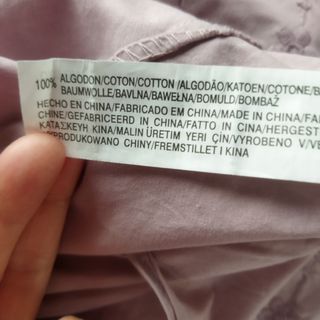 100% ALGODON/COTON/COTTON/ALGODÃO/KATOEN/COTONE/B
BAUMWOLLE/BAVLNA/BAWEŁNA/BOMULD/BOMBAŽ
HECHO EN CHINA/FABRICADO EM CHINA/MADE IN CHINA/FA
CHINE/GEFABRICEERD IN CHINA/FATTO IN CINA/HERGEST
ΚΑΤΑΣΚΕΥΗ ΚΙΝΑ/MALIN ÜRETIM YERI ÇIN/VYROBENO V/VE
WYPRODUKOWANO CHINY/FREMSTILLET I KINA